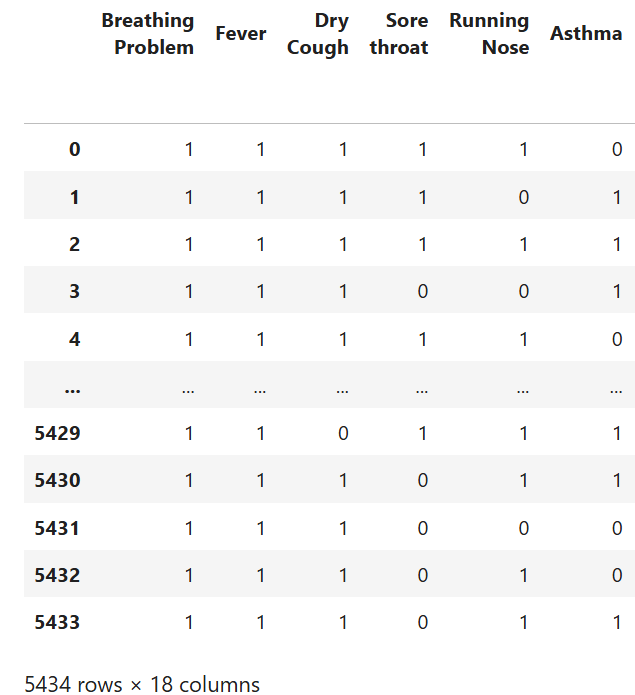 Breathing Problem Fever Dry Cough Sore throat Running Nose Asthma
0 1 1 1 1 1 0
1 1 1 1 1 0 1
2 1 1 1 1 1 1
3 1 1 1 0 0 1
4 1 1 1 1 1 0
... ... ... ... ... ... ...
5429 1 1 0 1 1 1
5430 1 1 1 0 1 1
5431 1 1 1 0 0 0
5432 1 1 1 0 1 0
5433 1 1 1 0 1 1
5434 rows × 18 columns